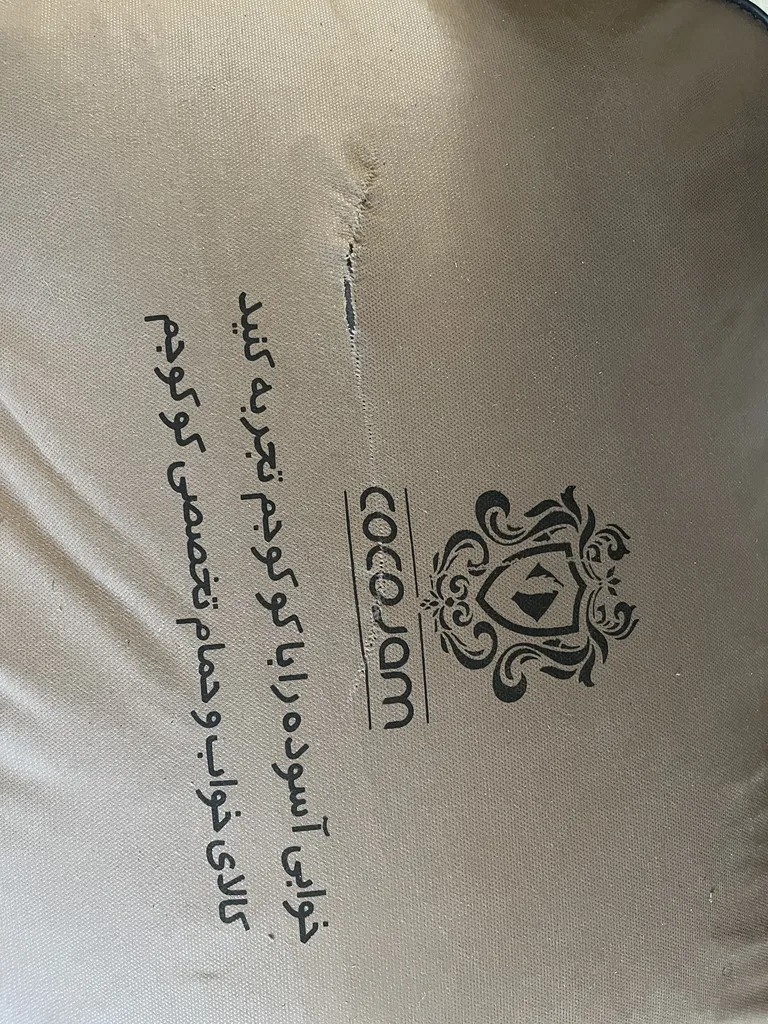 cocojam
خوابی آسوده را با کوکوجم تجربه کنید
کالای خواب و حمام تخصصی کوکوجم